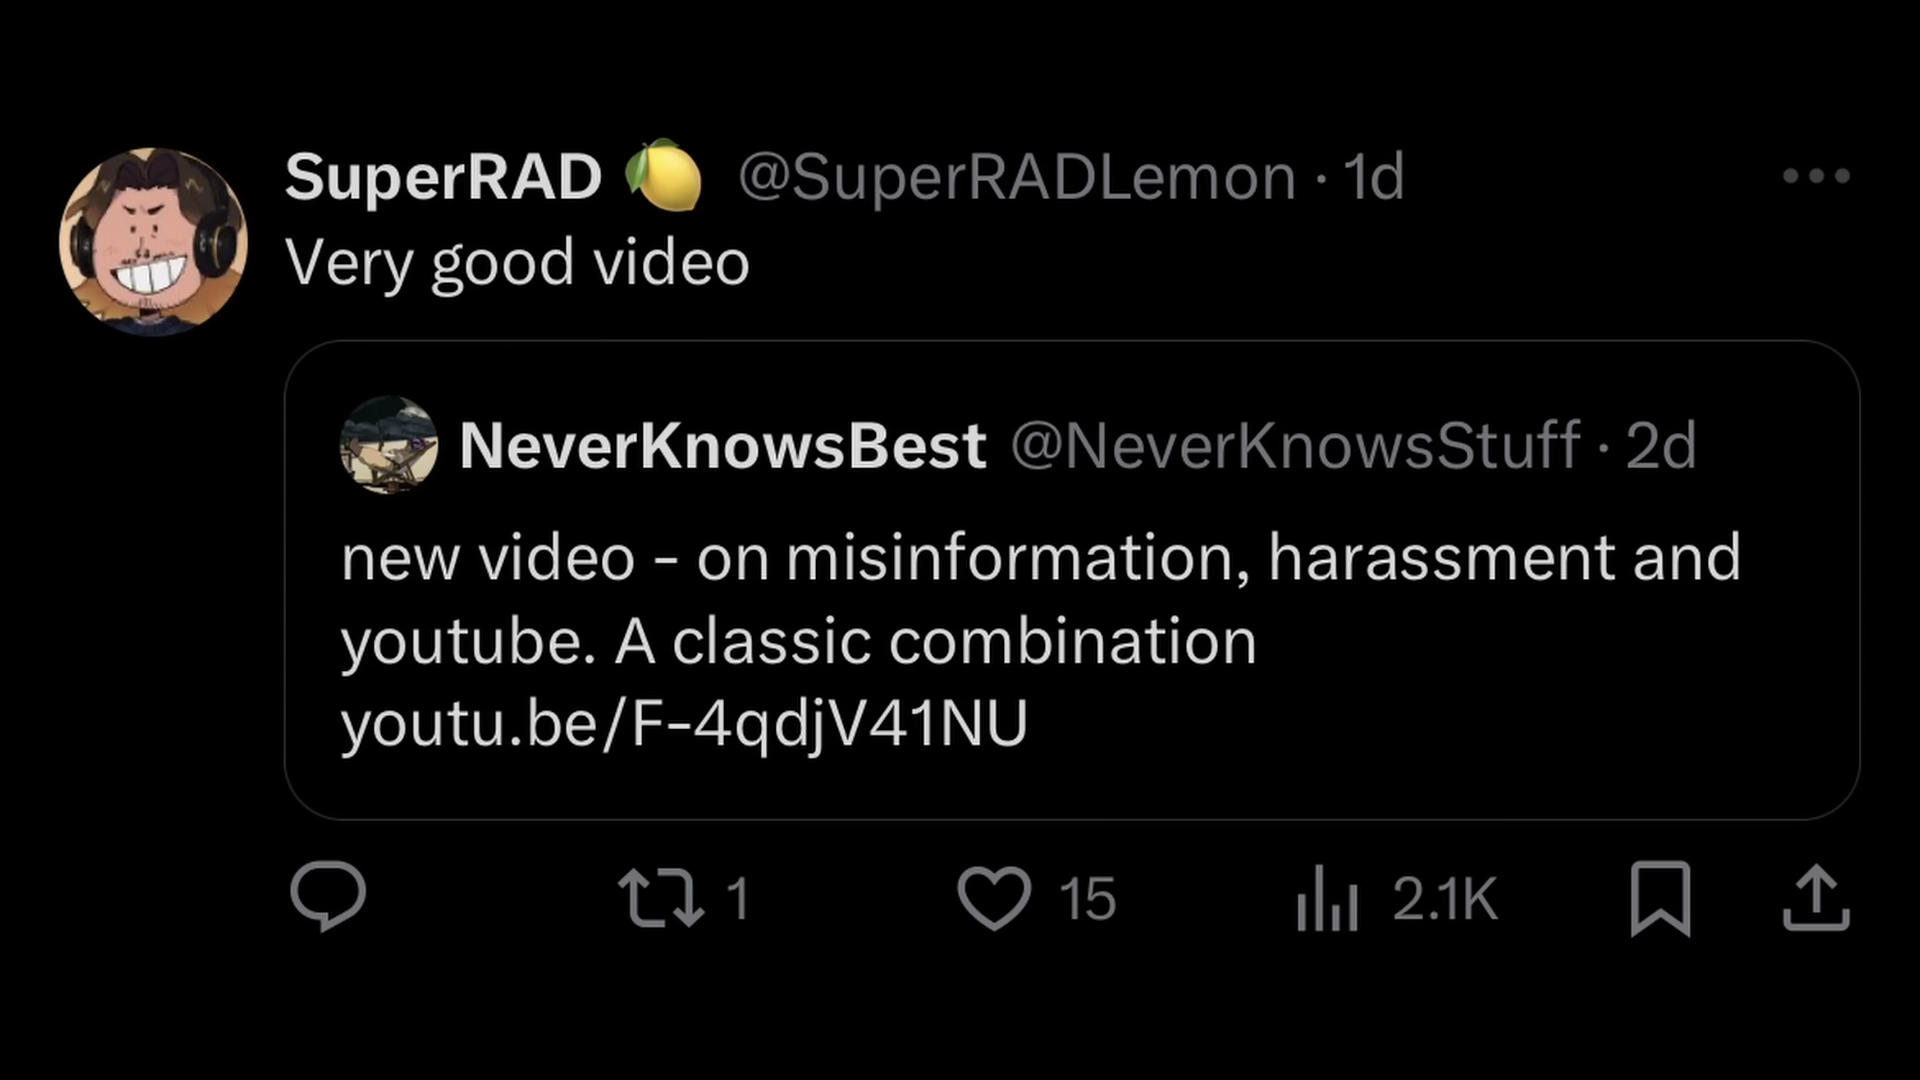 SuperRAD 🍋 @SuperRADLemon · 1d
Very good video
NeverKnowsBest @NeverKnowsStuff · 2d
new video - on misinformation, harassment and
youtube. A classic combination
youtu.be/F-4qdjV41NU
1 15 2.1K